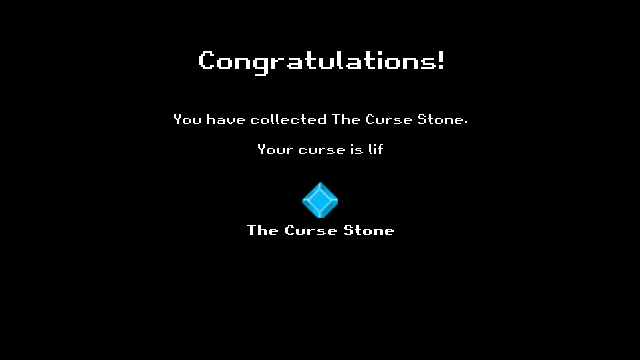 Congratulations!
You have collected The Curse Stone.
Your curse is lif
The Curse Stone